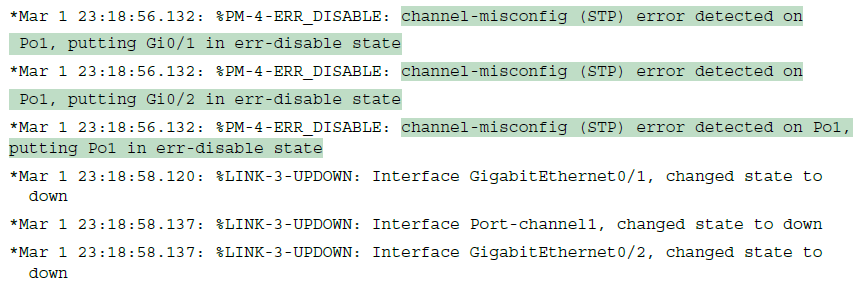 *Mar 1 23:18:56.132: %PM-4-ERR_DISABLE: channel-misconfig (STP) error detected on
Po1, putting Gi0/1 in err-disable state
*Mar 1 23:18:56.132: %PM-4-ERR_DISABLE: channel-misconfig (STP) error detected on
Po1, putting Gi0/2 in err-disable state
*Mar 1 23:18:56.132: %PM-4-ERR_DISABLE: channel-misconfig (STP) error detected on Po1,
putting Po1 in err-disable state
*Mar 1 23:18:58.120: %LINK-3-UPDOWN: Interface GigabitEthernet0/1, changed state to
down
*Mar 1 23:18:58.137: %LINK-3-UPDOWN: Interface Port-channel1, changed state to down
*Mar 1 23:18:58.137: %LINK-3-UPDOWN: Interface GigabitEthernet0/2, changed state to
down